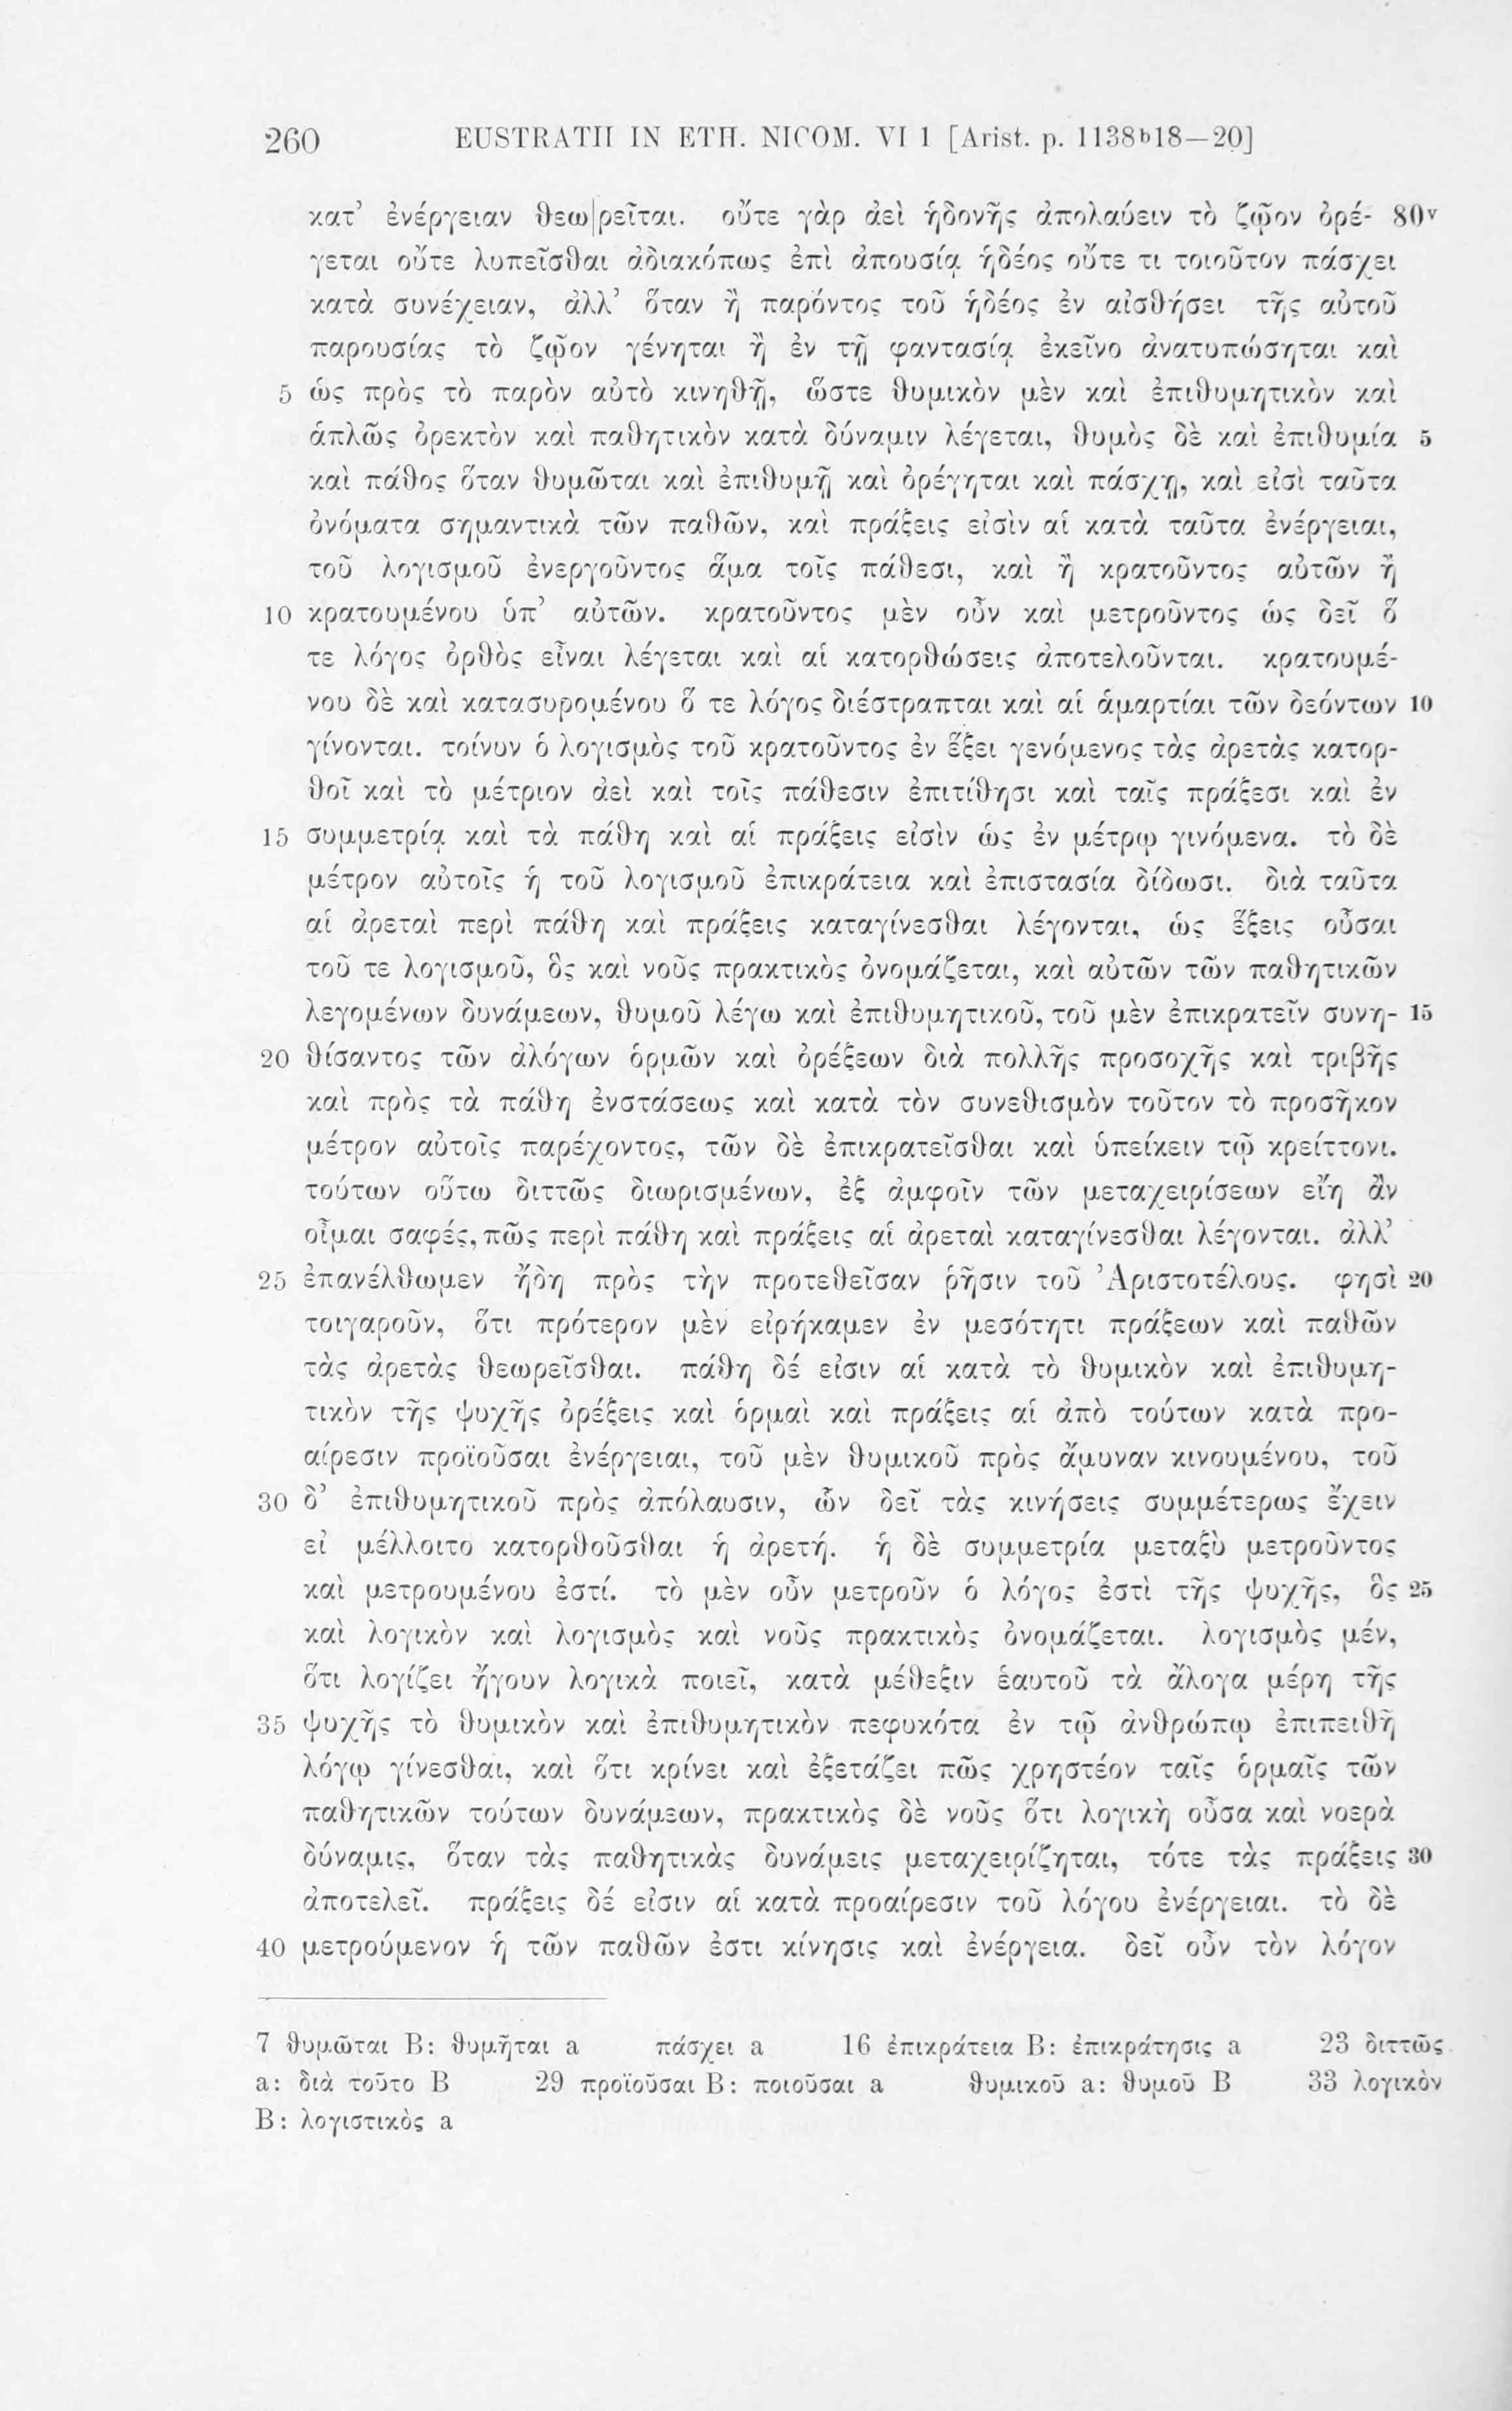 260 EUSTRATII IN ETH. NICOM. VI 1 [Arist. p. 1138b18—20]
κατ’ ἐνέργειαν θεω|ρεῖται. οὔτε γὰρ ἀεὶ ἡδονῆς ἀπολαύειν τὸ ζῷον ὀρέ- 80v
γεται οὔτε λυπεῖσθαι ἀδιακόπως ἐπὶ ἀπουσίᾳ ἡδέος οὔτε τι τοιοῦτον πάσχει
κατὰ συνέχειαν, ἀλλ’ ὅταν ἢ παρόντος τοῦ ἡδέος ἐν αἰσθήσει τῆς αὐτοῦ
παρουσίας τὸ ζῷον γένηται ἢ ἐν τῇ φαντασίᾳ ἐκεῖνο ἀνατυπώσηται καὶ
5 ὡς πρὸς τὸ παρὸν αὐτὸ κινηθῇ, ὥστε θυμικὸν μὲν καὶ ἐπιθυμητικὸν καὶ
ἁπλῶς ὀρεκτὸν καὶ παθητικὸν κατὰ δύναμιν λέγεται, θυμὸς δὲ καὶ ἐπιθυμία 5
καὶ πάθος ὅταν θυμῶται καὶ ἐπιθυμῇ καὶ ὀρέγηται καὶ πάσχῃ, καὶ εἰσὶ ταῦτα
ὀνόματα σημαντικὰ τῶν παθῶν, καὶ πράξεις εἰσὶν αἱ κατὰ ταῦτα ἐνέργειαι,
τοῦ λογισμοῦ ἐνεργοῦντος ἅμα τοῖς πάθεσι, καὶ ἢ κρατοῦντος αὐτῶν ἢ
10 κρατουμένου ὑπ’ αὐτῶν. κρατοῦντος μὲν οὖν καὶ μετροῦντος ὡς δεῖ ὅ
τε λόγος ὀρθὸς εἶναι λέγεται καὶ αἱ κατορθώσεις ἀποτελοῦνται. κρατουμέ-
νου δὲ καὶ κατασυρομένου ὅ τε λόγος διέστραπται καὶ αἱ ἁμαρτίαι τῶν δεόντων 10
γίνονται. τοίνυν ὁ λογισμὸς τοῦ κρατοῦντος ἐν ἕξει γενόμενος τὰς ἀρετὰς κατορ-
θοῖ καὶ τὸ μέτριον ἀεὶ καὶ τοῖς πάθεσιν ἐπιτίθησι καὶ ταῖς πράξεσι καὶ ἐν
15 συμμετρίᾳ καὶ τὰ πάθη καὶ αἱ πράξεις εἰσὶν ὡς ἐν μέτρῳ γινόμενα. τὸ δὲ
μέτρον αὐτοῖς ἡ τοῦ λογισμοῦ ἐπικράτεια καὶ ἐπιστασία δίδωσι. διὰ ταῦτα
αἱ ἀρεταὶ περὶ πάθη καὶ πράξεις καταγίνεσθαι λέγονται, ὡς ἕξεις οὖσαι
τοῦ τε λογισμοῦ, ὃς καὶ νοῦς πρακτικὸς ὀνομάζεται, καὶ αὐτῶν τῶν παθητικῶν
λεγομένων δυνάμεων, θυμοῦ λέγω καὶ ἐπιθυμητικοῦ, τοῦ μὲν ἐπικρατεῖν συνη- 15
20 θίσαντος τῶν ἀλόγων ὁρμῶν καὶ ὀρέξεων διὰ πολλῆς προσοχῆς καὶ τριβῆς
καὶ πρὸς τὰ πάθη ἐνστάσεως καὶ κατὰ τὸν συνεθισμὸν τοῦτον τὸ προσῆκον
μέτρον αὐτοῖς παρέχοντος, τῶν δὲ ἐπικρατεῖσθαι καὶ ὑπείκειν τῷ κρείττονι.
τούτων οὕτω διττῶς διωρισμένων, ἐξ ἀμφοῖν τῶν μεταχειρίσεων εἴη ἂν
οἶμαι σαφές, πῶς περὶ πάθη καὶ πράξεις αἱ ἀρεταὶ καταγίνεσθαι λέγονται. ἀλλ’
25 ἐπανέλθωμεν ἤδη πρὸς τὴν προτεθεῖσαν ῥῆσιν τοῦ Ἀριστοτέλους. φησὶ 20
τοιγαροῦν, ὅτι πρότερον μὲν εἰρήκαμεν ἐν μεσότητι πράξεων καὶ παθῶν
τὰς ἀρετὰς θεωρεῖσθαι. πάθη δέ εἰσιν αἱ κατὰ τὸ θυμικὸν καὶ ἐπιθυμη-
τικὸν τῆς ψυχῆς ὀρέξεις καὶ ὁρμαὶ καὶ πράξεις αἱ ἀπὸ τούτων κατὰ προ-
αίρεσιν προϊοῦσαι ἐνέργειαι, τοῦ μὲν θυμικοῦ πρὸς ἄμυναν κινουμένου, τοῦ
30 δ’ ἐπιθυμητικοῦ πρὸς ἀπόλαυσιν, ὧν δεῖ τὰς κινήσεις συμμέτερως ἔχειν
εἰ μέλλοιτο κατορθοῦσθαι ἡ ἀρετή. ἡ δὲ συμμετρία μεταξὺ μετροῦντος
καὶ μετρουμένου ἐστί. τὸ μὲν οὖν μετροῦν ὁ λόγος ἐστὶ τῆς ψυχῆς, ὃς 25
καὶ λογικὸν καὶ λογισμὸς καὶ νοῦς πρακτικὸς ὀνομάζεται. λογισμὸς μέν,
ὅτι λογίζει ἤγουν λογικὰ ποιεῖ, κατὰ μέθεξιν ἑαυτοῦ τὰ ἄλογα μέρη τῆς
35 ψυχῆς τὸ θυμικὸν καὶ ἐπιθυμητικὸν πεφυκότα ἐν τῷ ἀνθρώπῳ ἐπιπειθῆ
λόγῳ γίνεσθαι, καὶ ὅτι κρίνει καὶ ἐξετάζει πῶς χρηστέον ταῖς ὁρμαῖς τῶν
παθητικῶν τούτων δυνάμεων, πρακτικὸς δὲ νοῦς ὅτι λογικὴ οὖσα καὶ νοερὰ
δύναμις, ὅταν τὰς παθητικὰς δυνάμεις μεταχειρίζηται, τότε τὰς πράξεις 30
ἀποτελεῖ. πράξεις δέ εἰσιν αἱ κατὰ προαίρεσιν τοῦ λόγου ἐνέργειαι. τὸ δὲ
40 μετρούμενον ἡ τῶν παθῶν ἐστι κίνησις καὶ ἐνέργεια. δεῖ οὖν τὸν λόγον
7 θυμῶται B: θυμῆται a πάσχει a 16 ἐπικράτεια B: ἐπικράτησις a 23 διττῶς
a: διὰ τοῦτο B 29 προϊοῦσαι B: ποιοῦσαι a θυμικοῦ a: θυμοῦ B 33 λογικὸν
B: λογιστικὸς a